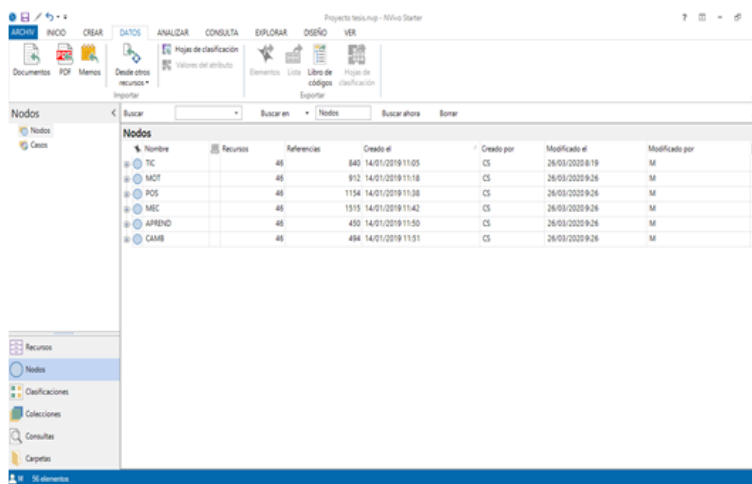 Proyecto tesis.nvp - NVivo Starter
ARCHIV INICIO CREAR DATOS ANALIZAR CONSULTA EXPLORAR DISEÑO VER
Documentos PDF Memos Desde otros recursos Hojas de clasificación Valores del atributo Elementos Lista Libro de códigos Hojas de clasificación
Importar Exportar
Nodos Buscar Buscar en Nodos Buscar ahora Borrar
Nodos
Casos
Nodos
Nombre Recursos Referencias Creado el Creado por Modificado el Modificado por
TIC 46 840 14/01/2019 11:05 CS 26/03/2020 8:19 M
MOT 46 912 14/01/2019 11:18 CS 26/03/2020 9:26 M
POS 46 1154 14/01/2019 11:38 CS 26/03/2020 9:26 M
MEC 46 1515 14/01/2019 11:42 CS 26/03/2020 9:26 M
APREND 46 450 14/01/2019 11:50 CS 26/03/2020 9:26 M
CAMB 46 494 14/01/2019 11:51 CS 26/03/2020 9:26 M
Recursos
Nodos
Clasificaciones
Colecciones
Consultas
Carpetas
M 56 elementos